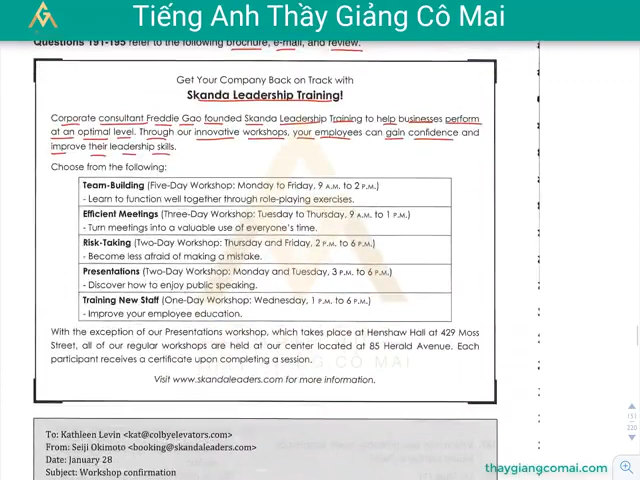 Tiếng Anh Thầy Giảng Cô Mai
Questions 191-195 refer to the following brochure, e-mail, and review.
Get Your Company Back on Track with
Skanda Leadership Training!
Corporate consultant Freddie Gao founded Skanda Leadership Training to help businesses perform
at an optimal level. Through our innovative workshops, your employees can gain confidence and
improve their leadership skills.
Choose from the following:
Team-Building (Five-Day Workshop: Monday to Friday, 9 A.M. to 2 P.M.)
- Learn to function well together through role-playing exercises.
Efficient Meetings (Three-Day Workshop: Tuesday to Thursday, 9 A.M. to 1 P.M.)
- Turn meetings into a valuable use of everyone's time.
Risk-Taking (Two-Day Workshop: Thursday and Friday, 2 P.M. to 6 P.M.)
- Become less afraid of making a mistake.
Presentations (Two-Day Workshop: Monday and Tuesday, 3 P.M. to 6 P.M.)
- Discover how to enjoy public speaking.
Training New Staff (One-Day Workshop: Wednesday, 1 P.M. to 6 P.M.)
- Improve your employee education.
With the exception of our Presentations workshop, which takes place at Henshaw Hall at 429 Moss
Street, all of our regular workshops are held at our center located at 85 Herald Avenue. Each
participant receives a certificate upon completing a session.
Visit www.skandaleaders.com for more information.
To: Kathleen Levin <kat@colbyelevators.com>
From: Seiji Okimoto <booking@skandaleaders.com>
Date: January 28
Subject: Workshop confirmation
151
220
thaygiangcomai.com